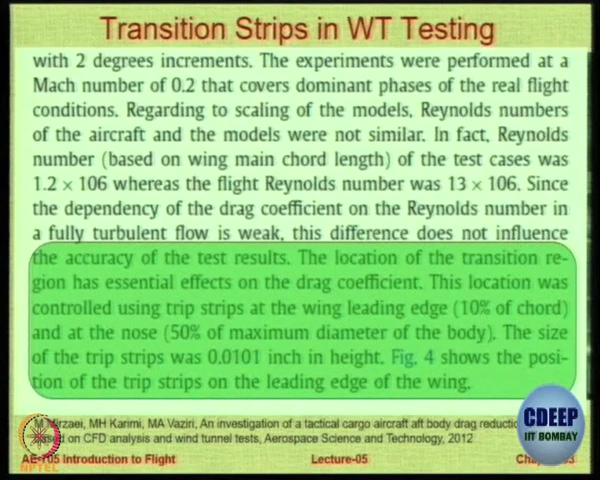 Transition Strips in WT Testing
with 2 degrees increments. The experiments were performed at a
Mach number of 0.2 that covers dominant phases of the real flight
conditions. Regarding to scaling of the models, Reynolds numbers
of the aircraft and the models were not similar. In fact, Reynolds
number (based on wing main chord length) of the test cases was
1.2 × 106 whereas the flight Reynolds number was 13 × 106. Since
the dependency of the drag coefficient on the Reynolds number in
a fully turbulent flow is weak, this difference does not influence
the accuracy of the test results. The location of the transition re-
gion has essential effects on the drag coefficient. This location was
controlled using trip strips at the wing leading edge (10% of chord)
and at the nose (50% of maximum diameter of the body). The size
of the trip strips was 0.0101 inch in height. Fig. 4 shows the posi-
tion of the trip strips on the leading edge of the wing.
M Mirzaei, MH Karimi, MA Vaziri, An investigation of a tactical cargo aircraft aft body drag
based on CFD analysis and wind tunnel tests, Aerospace Science and Technology, 2012
AE-705 Introduction to Flight
Lecture-05
NPTEL
CDEEP
IIT BOMBAY